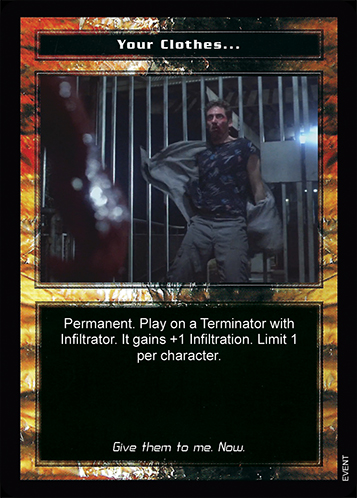 Your Clothes...
Permanent. Play on a Terminator with
Infiltrator. It gains +1 Infiltration. Limit 1
per character.
Give them to me. Now.
EVENT